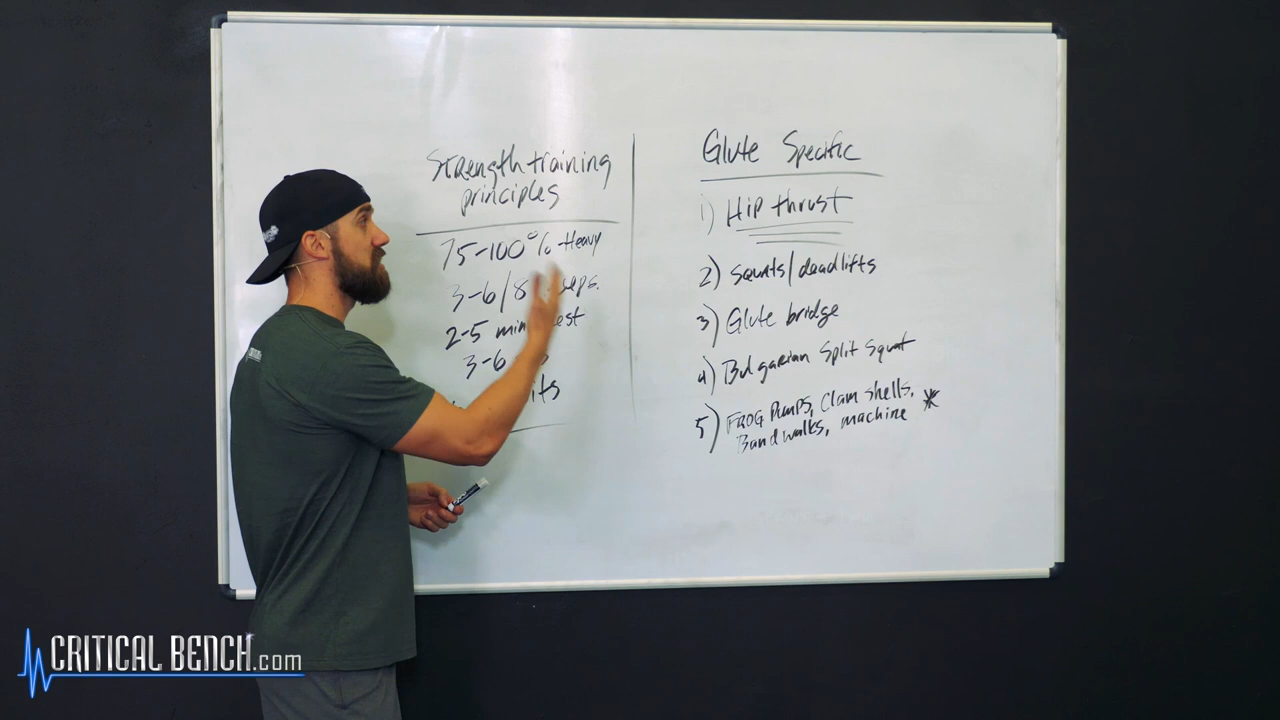 Strength training
principles
75-100% Heavy
3-6/8
2-5 min
3-6
Glute Specific
1) Hip thrust
2) squats/deadlifts
3) Glute bridge
4) Bulgarian Split Squat
5) FROG PUMPS, Clam shells,
Band walks, machine *
CRITICAL BENCH.com